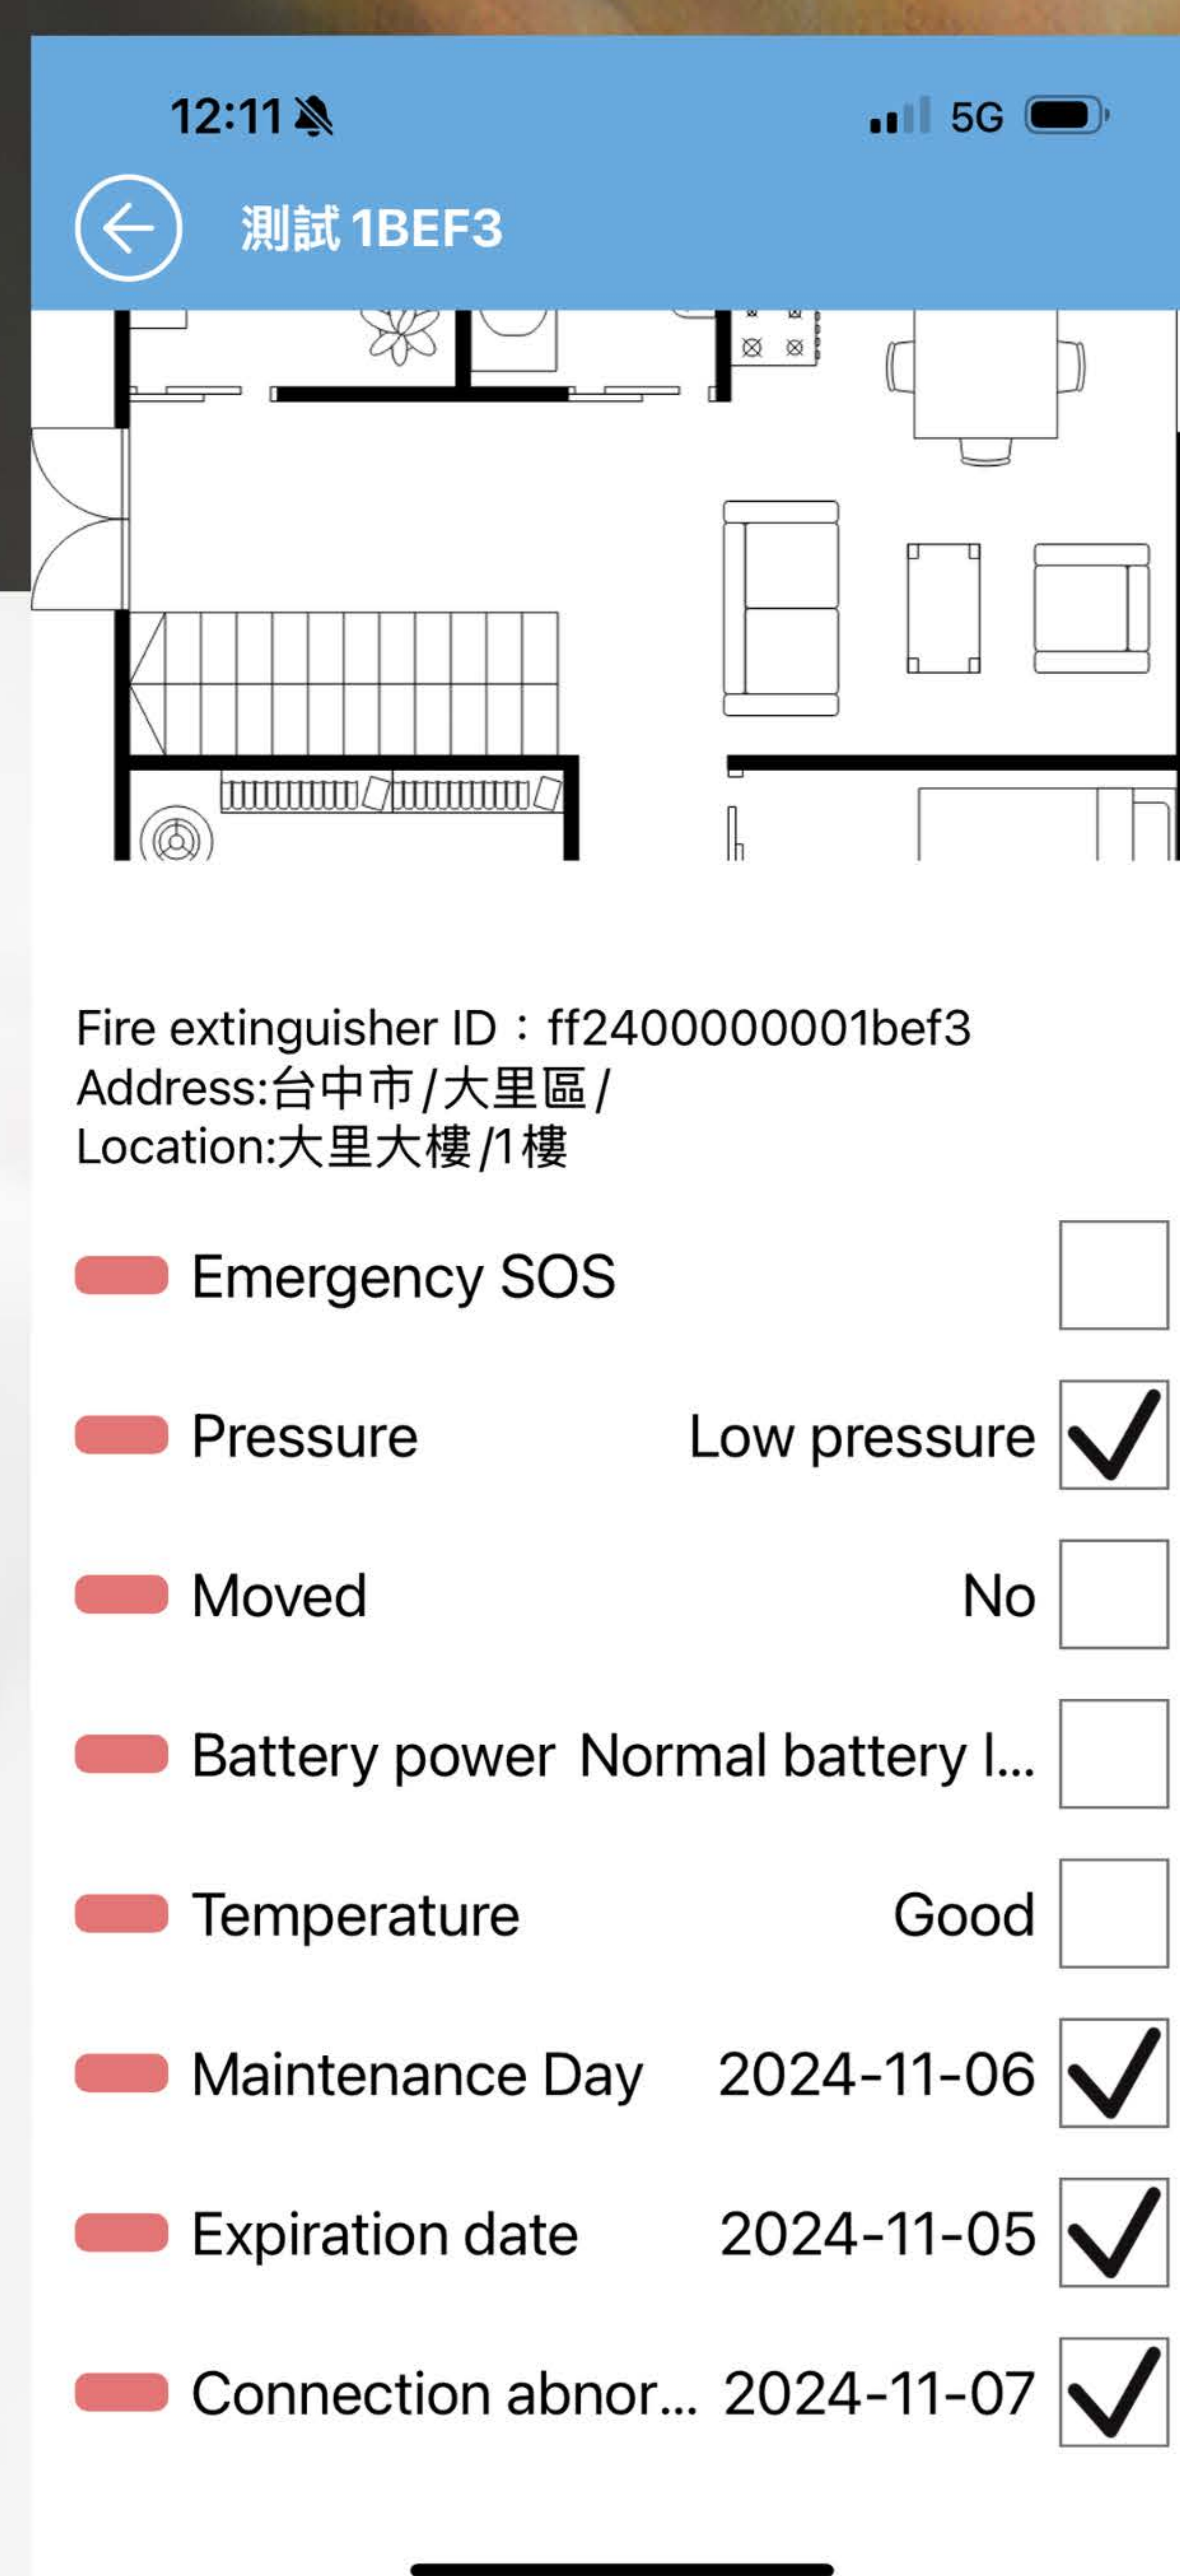 12:11 5G
測試 1BEF3
Fire extinguisher ID：ff2400000001bef3
Address:台中市/大里區/
Location:大里大樓/1樓
Emergency SOS
Pressure Low pressure
Moved No
Battery power Normal battery l...
Temperature Good
Maintenance Day 2024-11-06
Expiration date 2024-11-05
Connection abnor... 2024-11-07